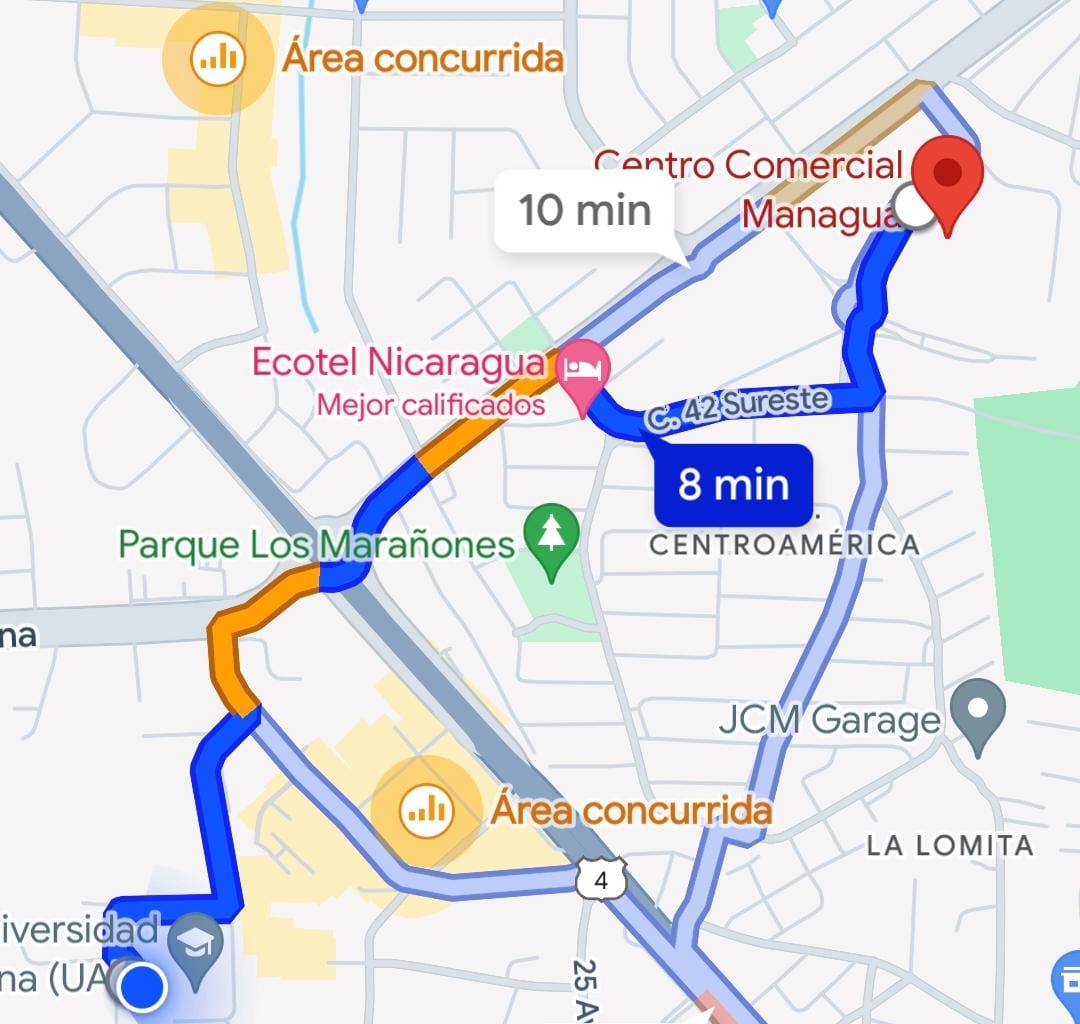 Área concurrida
Centro Comercial
Managua
10 min
Ecotel Nicaragua
Mejor calificados
C. 42 Sureste
8 min
Parque Los Marañones
CENTROAMÉRICA
na
JCM Garage
Área concurrida
LA LOMITA
4
iversidad
na (UA
25 Av